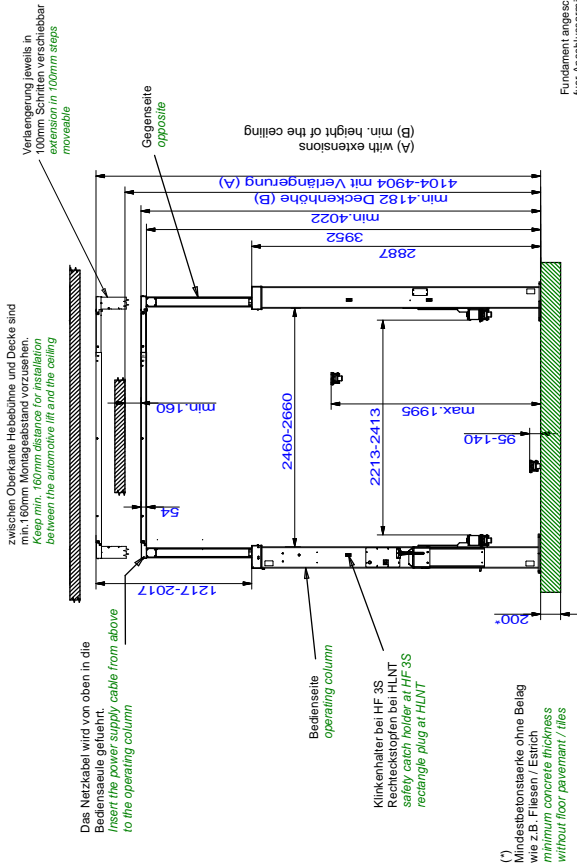 zwischen Oberkante Hebebühne und Decke sind
min.160mm Montageabstand vorzusehen.
Keep min. 160mm distance for installation
between the automotive lift and the ceiling
Verlaengerung jeweils in
100mm Schritten verschiebbar
extension in 100mm steps
moveable
Gegenseite
opposite
(A) with extensions
(B) min. height of the ceiling
4104-4904 mit Verlängerung (A)
min.4182 Deckenhöhe (B)
min.4022
3952
2887
min.160
54
1217-2017
2460-2660
2213-2413
max.1995
95-140
200*
Das Netzkabel wird von oben in die
Bediensaeule gefuehrt.
Insert the power supply cable from above
to the operating column
Bedienseite
operating column
Klinkenhalter bei HF 3S
Rechteckstopfen bei HLNT
safety catch holder at HF 3S
rectangle plug at HLNT
(*)
Mindestbetonstaerke ohne Belag
wie z.B. Fliesen / Estrich
minimum concrete thickness
without floor pavement / tiles
Fundament angesc